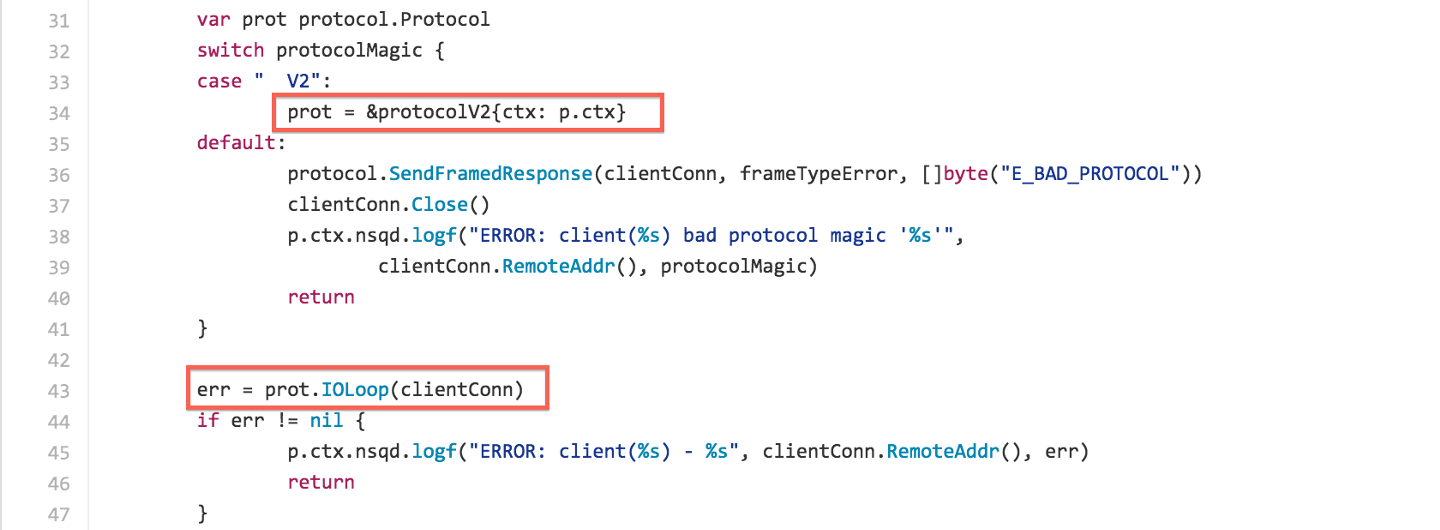 31 var prot protocol.Protocol
32 switch protocolMagic {
33 case "  V2":
34 prot = &protocolV2{ctx: p.ctx}
35 default:
36 protocol.SendFramedResponse(clientConn, frameTypeError, []byte("E_BAD_PROTOCOL"))
37 clientConn.Close()
38 p.ctx.nsqd.logf("ERROR: client(%s) bad protocol magic '%s'",
39 clientConn.RemoteAddr(), protocolMagic)
40 return
41 }
42
43 err = prot.IOLoop(clientConn)
44 if err != nil {
45 p.ctx.nsqd.logf("ERROR: client(%s) - %s", clientConn.RemoteAddr(), err)
46 return
47 }